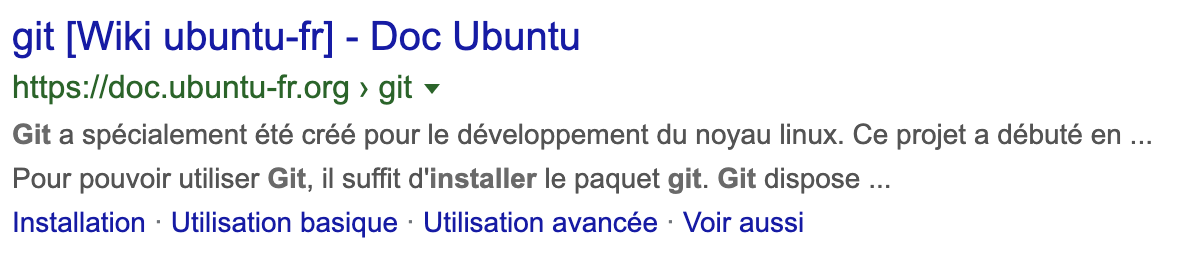 git [Wiki ubuntu-fr] - Doc Ubuntu
https://doc.ubuntu-fr.org › git
Git a spécialement été créé pour le développement du noyau linux. Ce projet a débuté en ...
Pour pouvoir utiliser Git, il suffit d'installer le paquet git. Git dispose ...
Installation · Utilisation basique · Utilisation avancée · Voir aussi